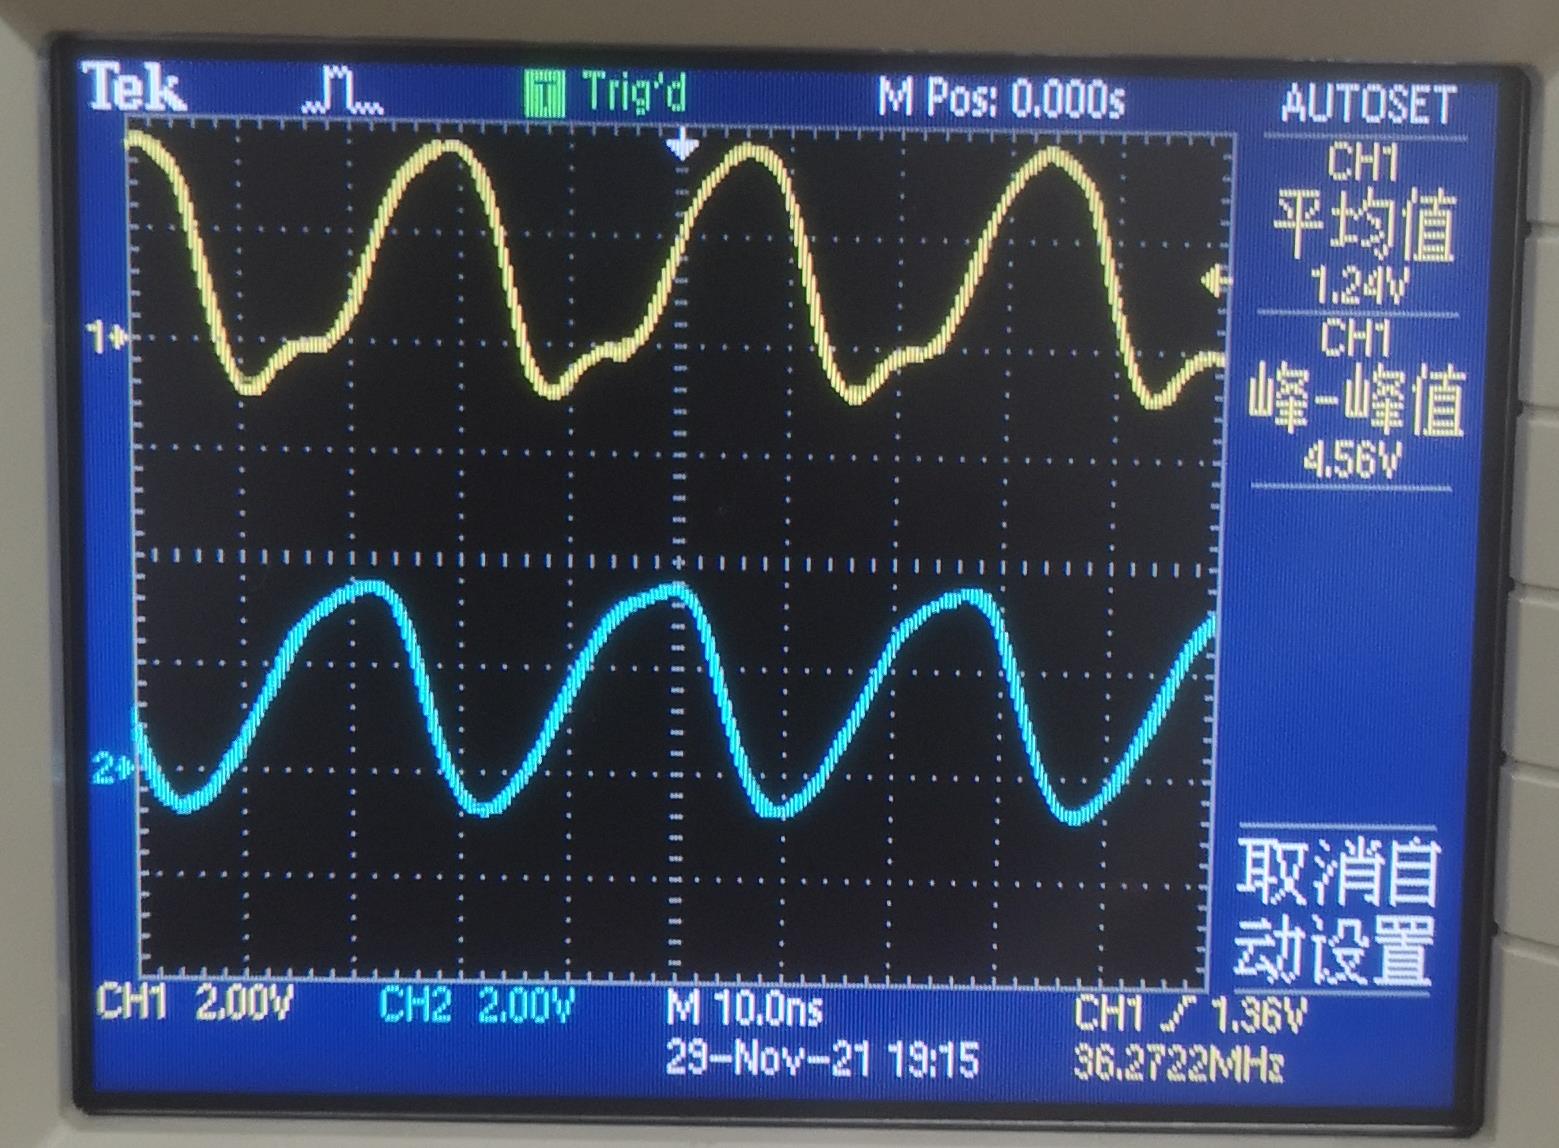 Tek T Trig'd M Pos: 0.000s AUTOSET
CH1
平均值
1.24V
CH1
峰-峰值
4.56V
1
2
取消自
动设置
CH1 2.00V CH2 2.00V M 10.0ns CH1 / 1.36V
29-Nov-21 19:15 36.2722MHz